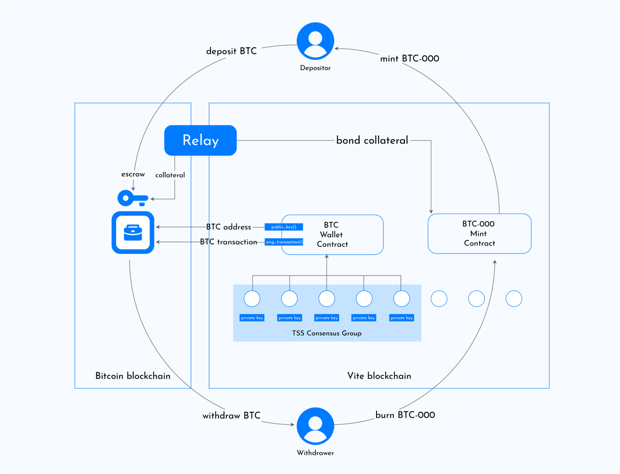 deposit BTC
Depositor
mint BTC-000
Relay
bond collateral
escrow
collateral
BTC address
public_key()
BTC transaction
BTC
Wallet
Contract
BTC-000
Mint
Contract
private key
private key
private key
private key
private key
TSS Consensus Group
Bitcoin blockchain
Vite blockchain
withdraw BTC
burn BTC-000
Withdrawer